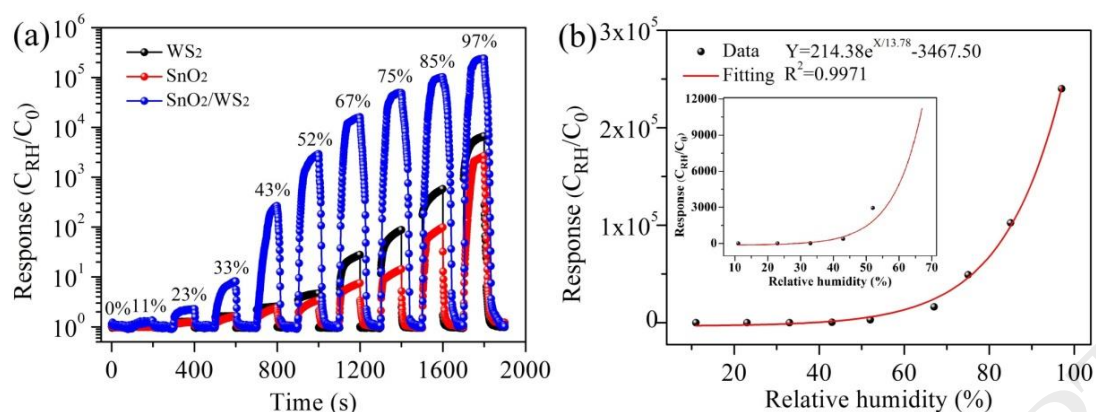 (a)
Response (C_RH/C_0)
10^6
10^5
10^4
10^3
10^2
10^1
10^0
WS2
SnO2
SnO2/WS2
0%
11%
23%
33%
43%
52%
67%
75%
85%
97%
0 400 800 1200 1600 2000
Time (s)
(b)
Response (C_RH/C_0)
3x10^5
2x10^5
1x10^5
0
Data Y=214.38e^X/13.78-3467.50
Fitting R^2=0.9971
Response (C_RH/C_0)
12000
9000
6000
3000
0
10 20 30 40 50 60 70
Relative humidity (%)
20 40 60 80 100
Relative humidity (%)